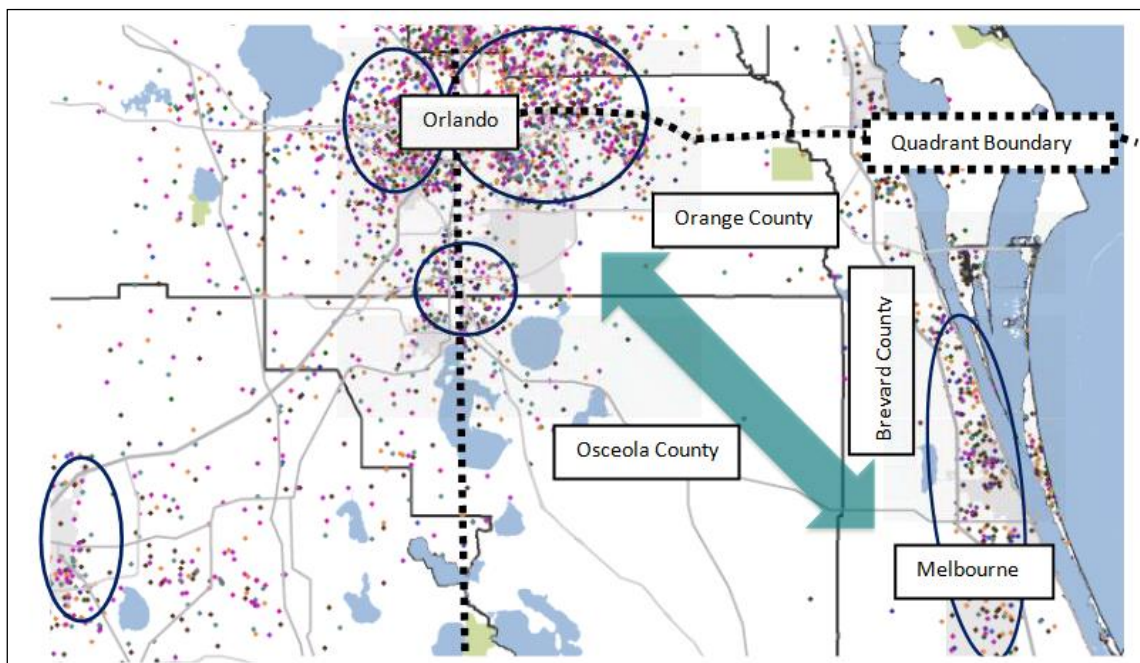 Orlando
Quadrant Boundary
Orange County
Brevard County
Osceola County
Melbourne